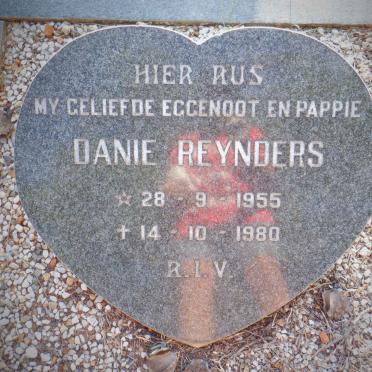 HIER RUS
MY GELIEFDE EGGENOOT EN PAPPIE
DANIE REYNDERS
☆ 28 - 9 - 1955
✝ 14 - 10 - 1980
R.I.V.